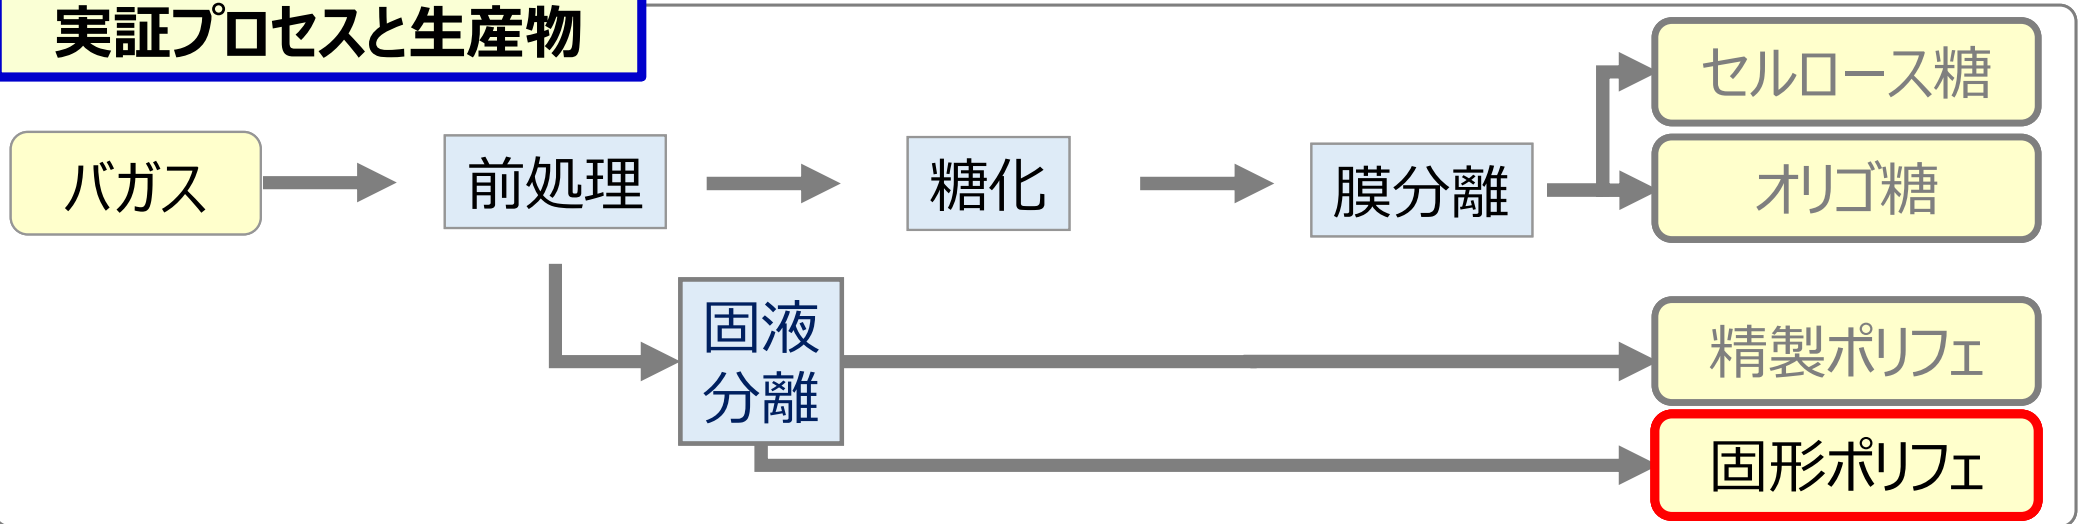 実証プロセスと生産物
セルロース糖
バガス
前処理
糖化
膜分離
オリゴ糖
固液
分離
精製ポリフェ
固形ポリフェ